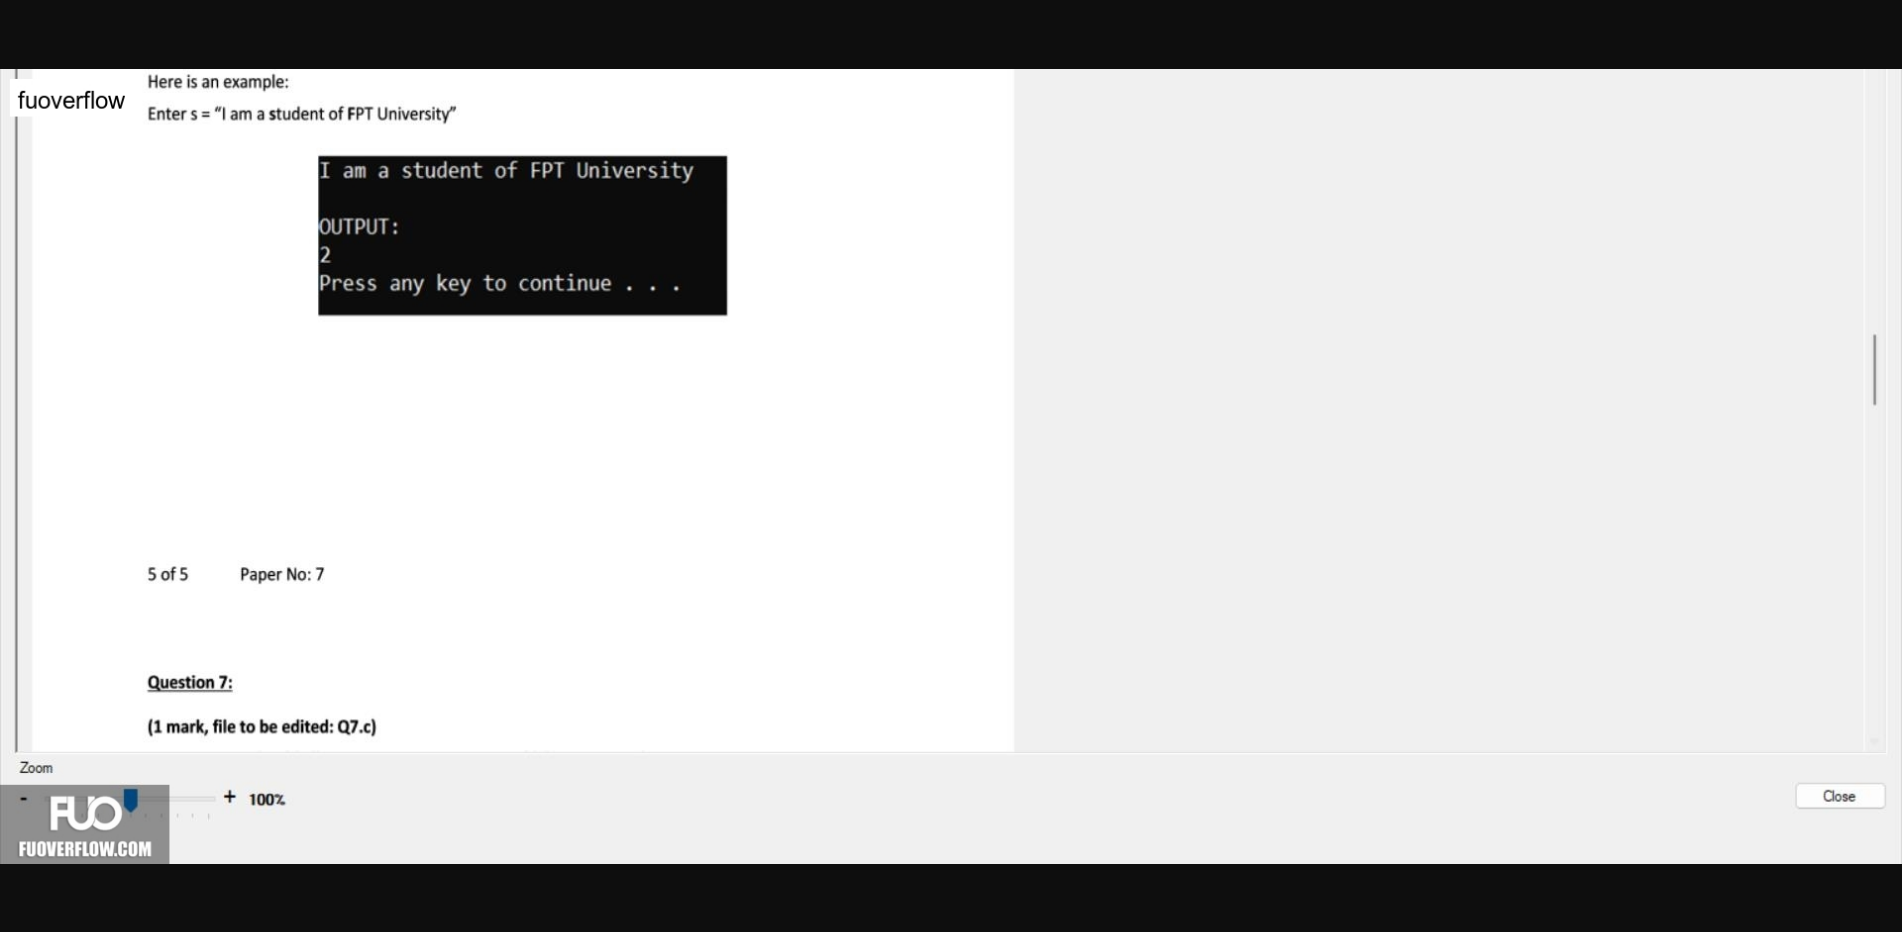 Here is an example:
fuoverflow
Enter s = “I am a student of FPT University”
I am a student of FPT University
OUTPUT:
2
Press any key to continue . . .
5 of 5 Paper No: 7
Question 7:
(1 mark, file to be edited: Q7.c)
Zoom
- + 100%
Close
FUO
FUOVERFLOW.COM